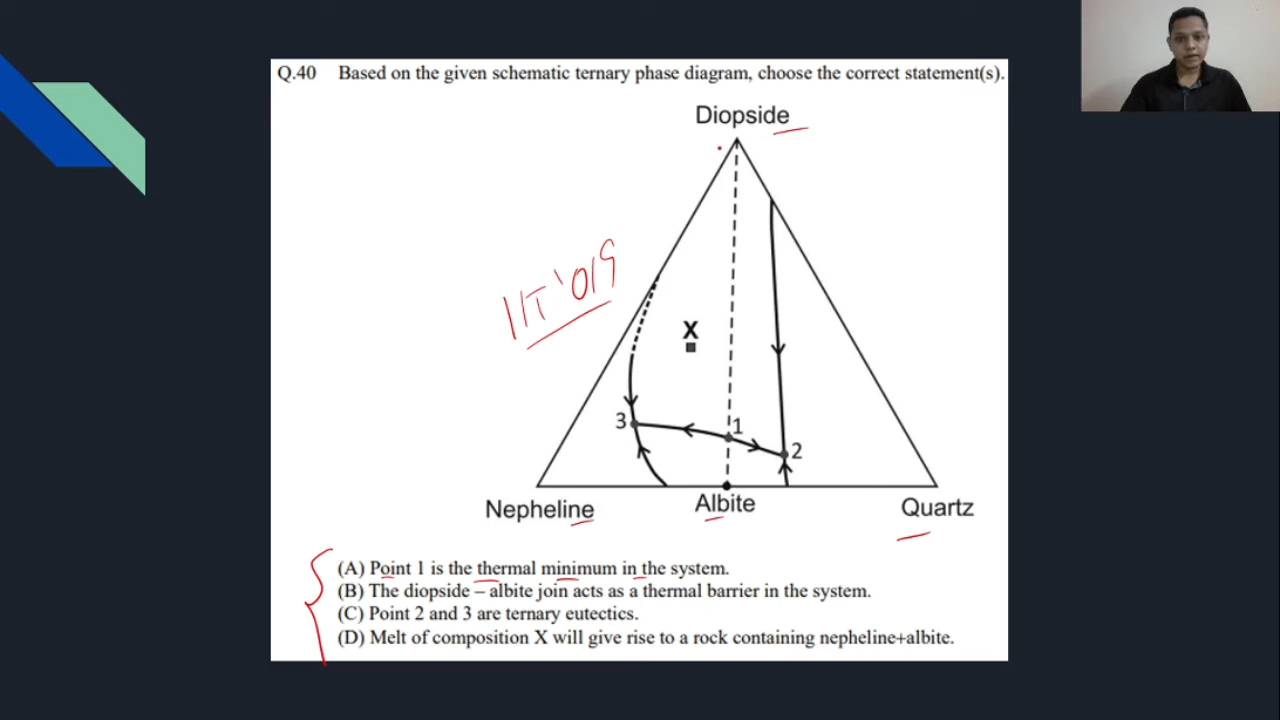 Q.40 Based on the given schematic ternary phase diagram, choose the correct statement(s).
Diopside
IIT'019
X
3
1
2
Nepheline
Albite
Quartz
(A) Point 1 is the thermal minimum in the system.
(B) The diopside – albite join acts as a thermal barrier in the system.
(C) Point 2 and 3 are ternary eutectics.
(D) Melt of composition X will give rise to a rock containing nepheline+albite.